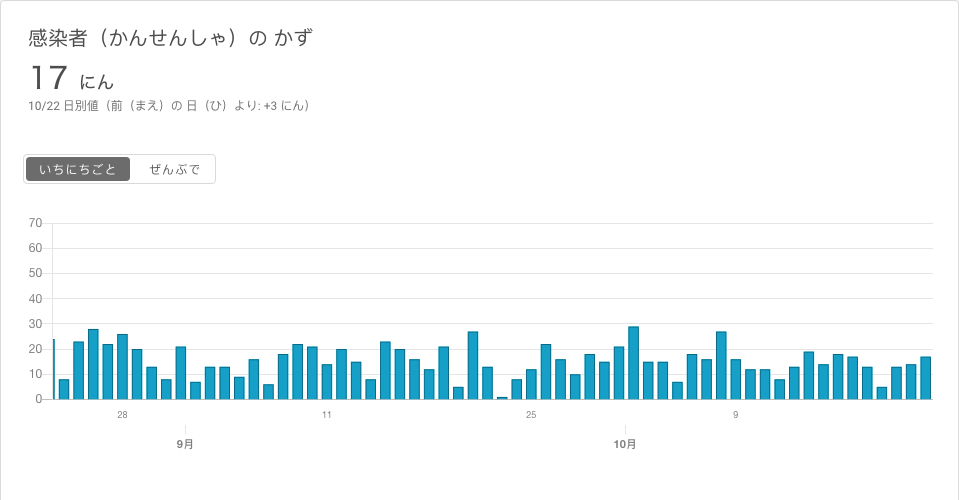 感染者（かんせんしゃ）の かず
17 にん
10/22 日別値（前（まえ）の 日（ひ）より: +3 にん）
いちにちごと ぜんぶで
70
60
50
40
30
20
10
0
28 11 25 9
9月 10月